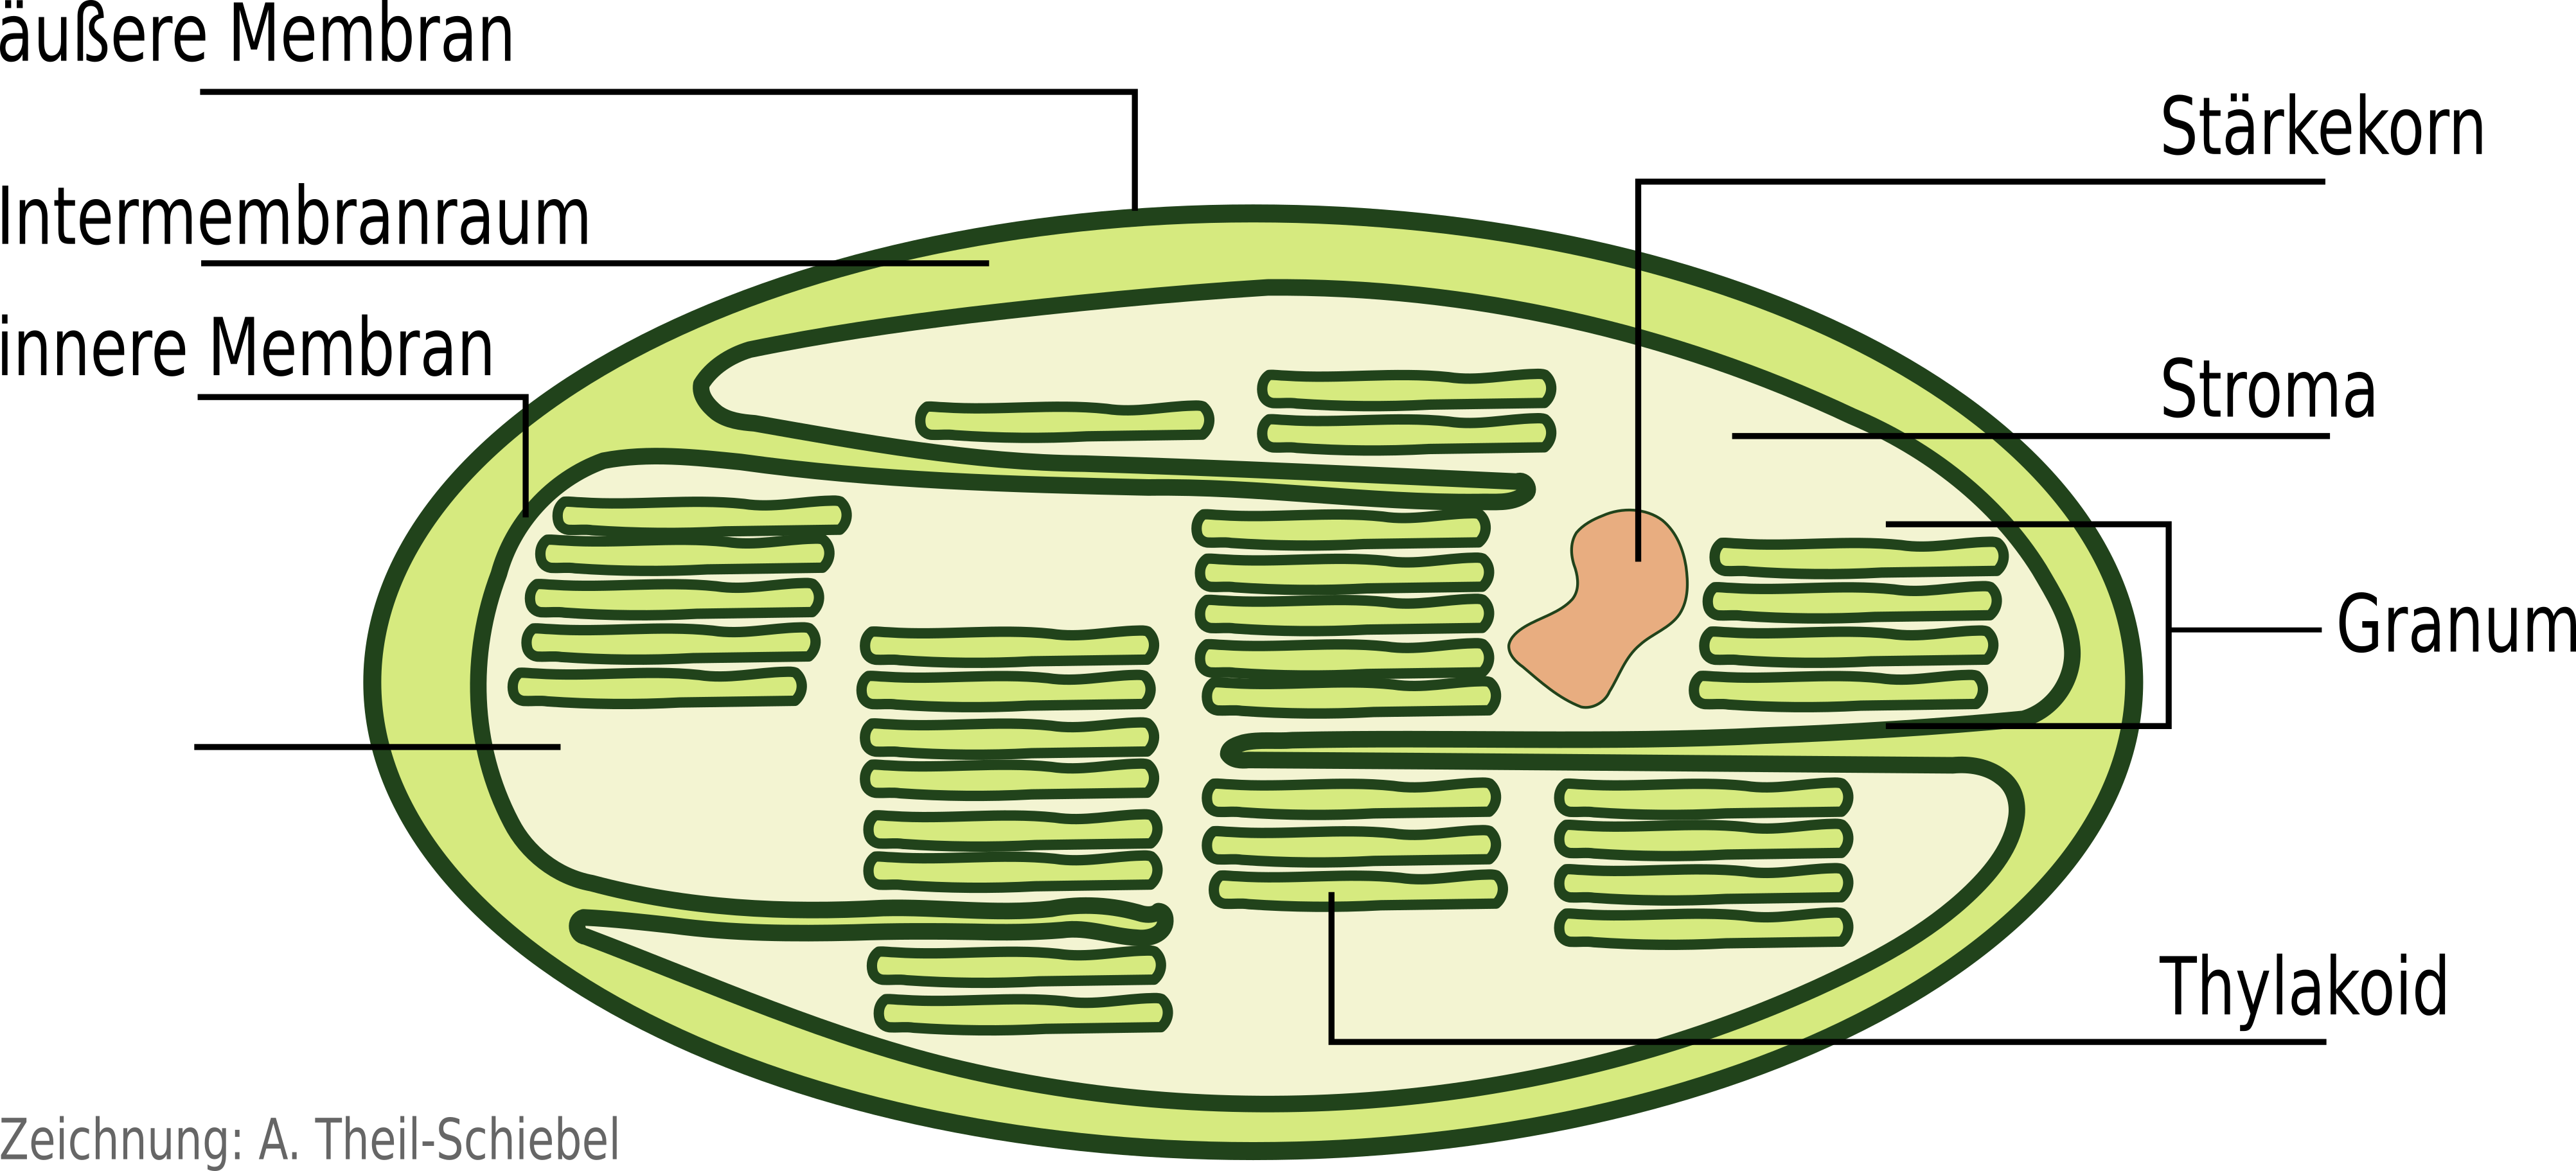 äußere Membran
Intermembranraum
innere Membran
Stärkekorn
Stroma
Granum
Thylakoid
Zeichnung: A. Theil-Schiebel